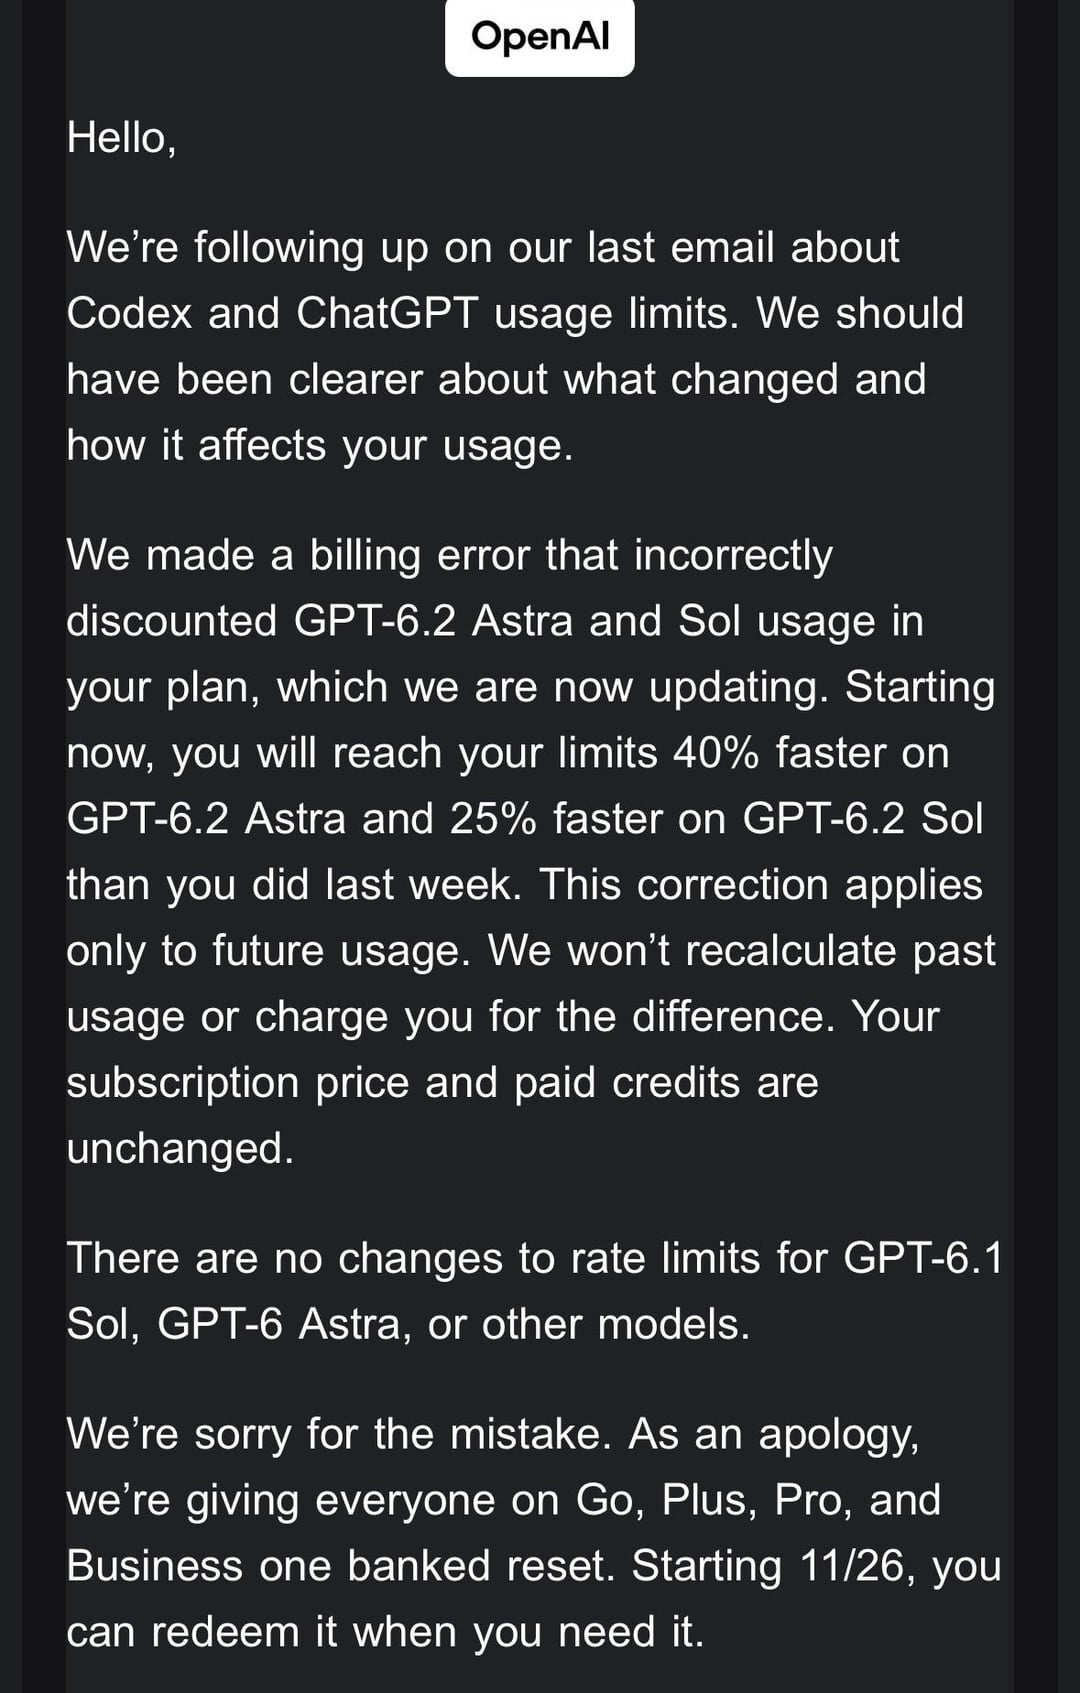 OpenAI
Hello,
We’re following up on our last email about
Codex and ChatGPT usage limits. We should
have been clearer about what changed and
how it affects your usage.
We made a billing error that incorrectly
discounted GPT-6.2 Astra and Sol usage in
your plan, which we are now updating. Starting
now, you will reach your limits 40% faster on
GPT-6.2 Astra and 25% faster on GPT-6.2 Sol
than you did last week. This correction applies
only to future usage. We won’t recalculate past
usage or charge you for the difference. Your
subscription price and paid credits are
unchanged.
There are no changes to rate limits for GPT-6.1
Sol, GPT-6 Astra, or other models.
We’re sorry for the mistake. As an apology,
we’re giving everyone on Go, Plus, Pro, and
Business one banked reset. Starting 11/26, you
can redeem it when you need it.